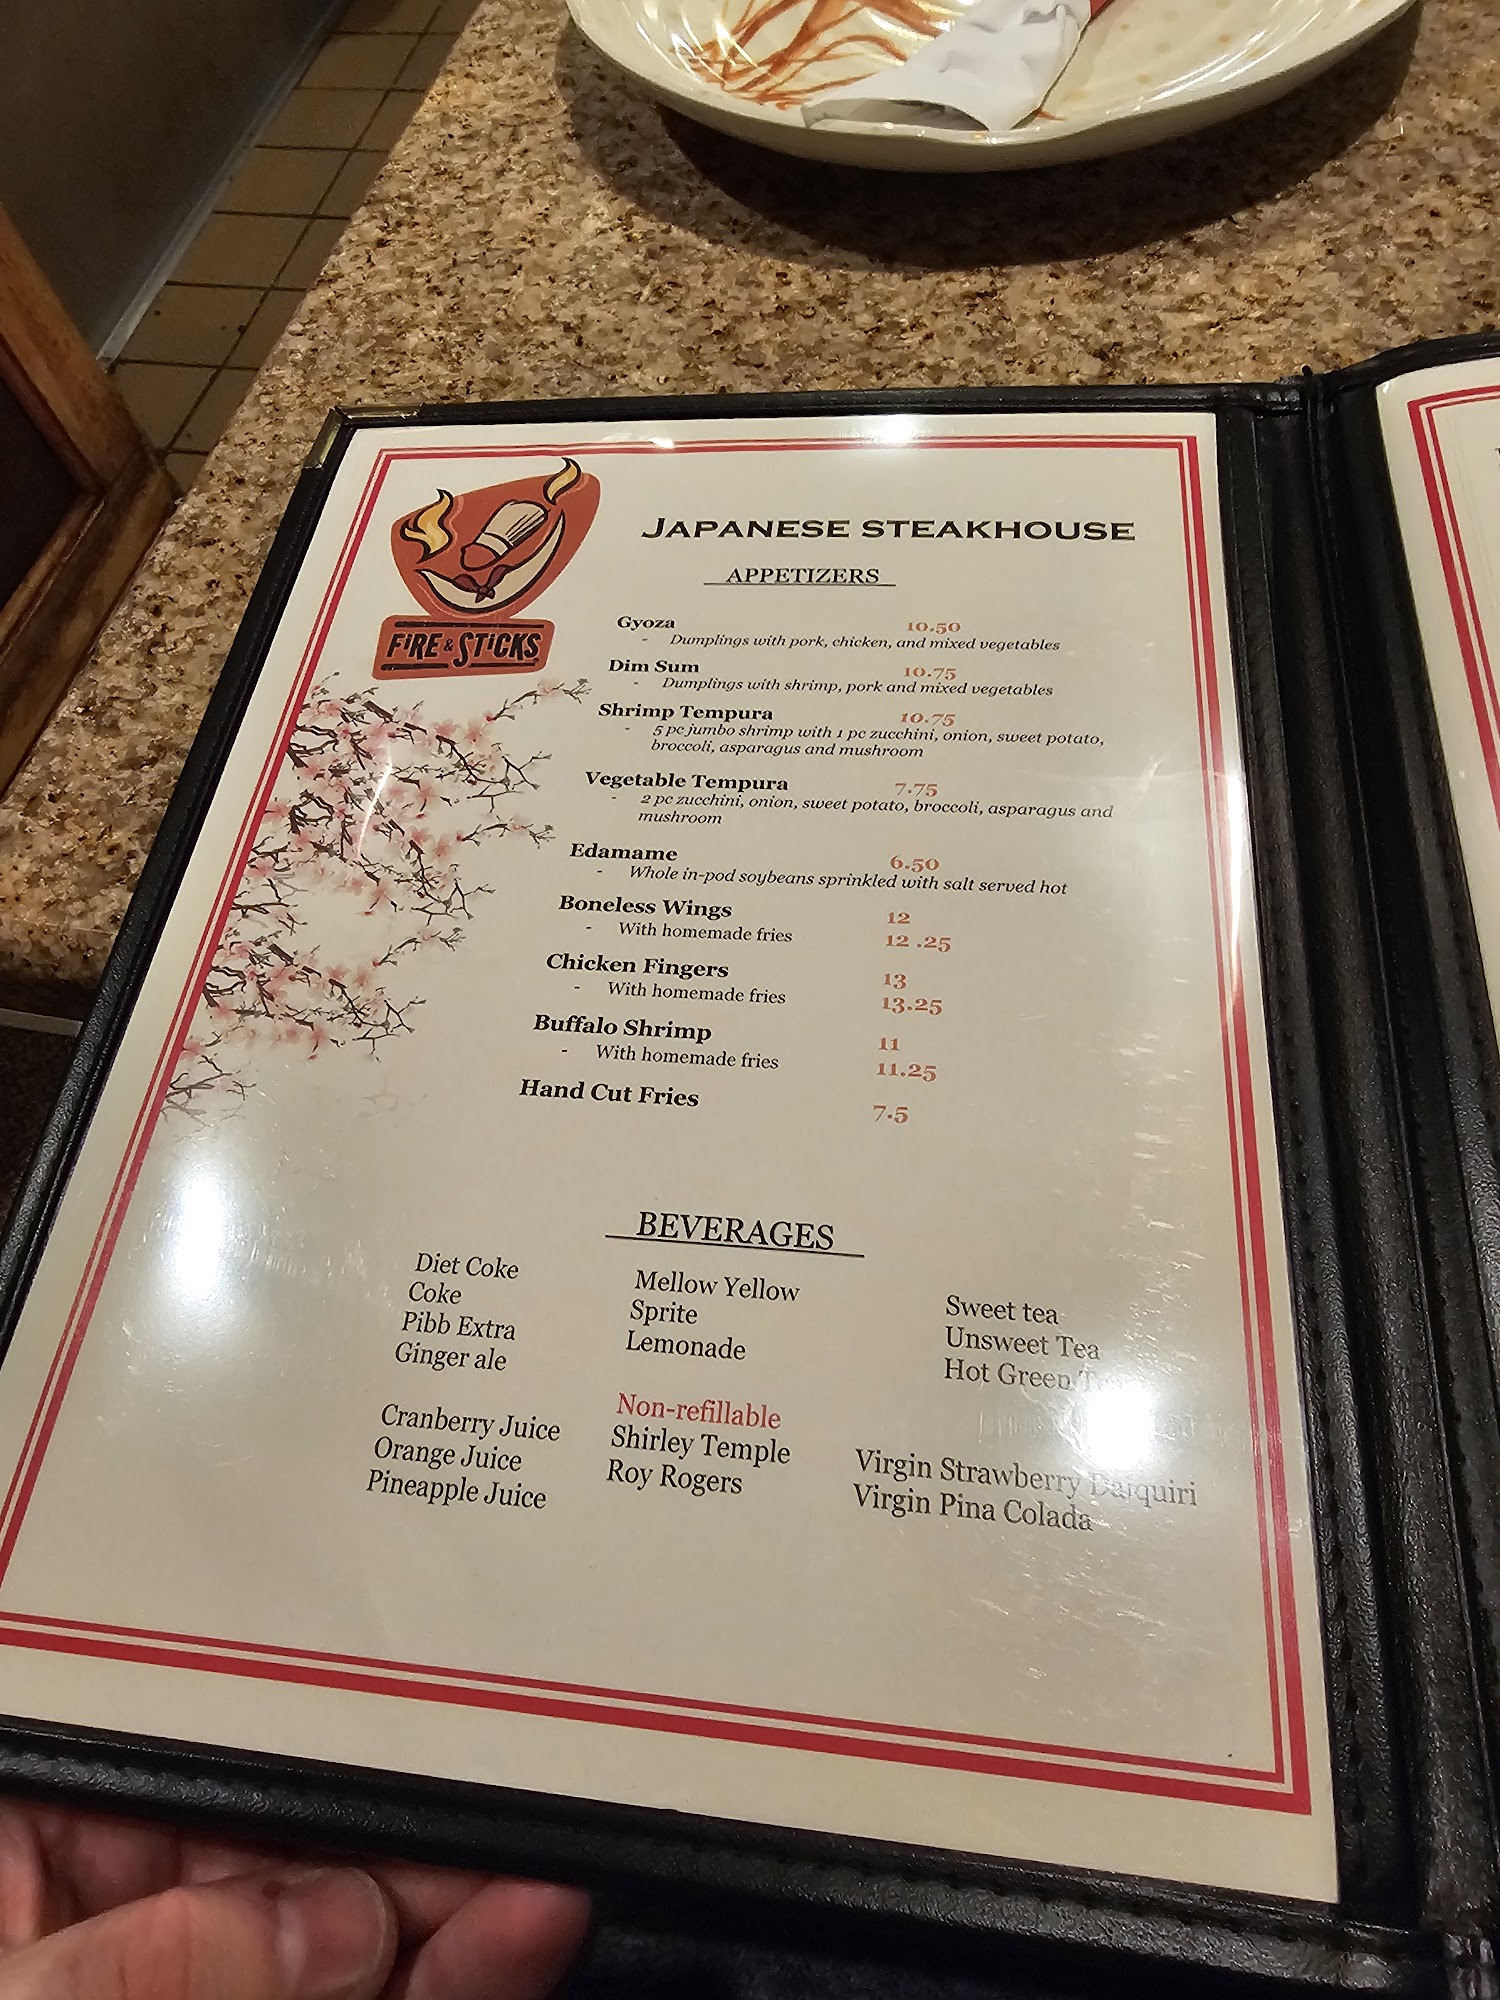 FIRE & STICKS
JAPANESE STEAKHOUSE
APPETIZERS
Gyoza 10.50
- Dumplings with pork, chicken, and mixed vegetables
Dim Sum 10.75
- Dumplings with shrimp, pork and mixed vegetables
Shrimp Tempura 10.75
- 5 pc jumbo shrimp with 1 pc zucchini, onion, sweet potato,
broccoli, asparagus and mushroom
Vegetable Tempura 7.75
- 2 pc zucchini, onion, sweet potato, broccoli, asparagus and
mushroom
Edamame 6.50
- Whole in-pod soybeans sprinkled with salt served hot
Boneless Wings 12
- With homemade fries 12 .25
Chicken Fingers 13
- With homemade fries 13.25
Buffalo Shrimp 11
- With homemade fries 11.25
Hand Cut Fries 7.5
BEVERAGES
Diet Coke
Coke
Pibb Extra
Ginger ale
Mellow Yellow
Sprite
Lemonade
Sweet tea
Unsweet Tea
Hot Green
Cranberry Juice
Orange Juice
Pineapple Juice
Non-refillable
Shirley Temple
Roy Rogers
Virgin Strawberry Daiquiri
Virgin Pina Colada